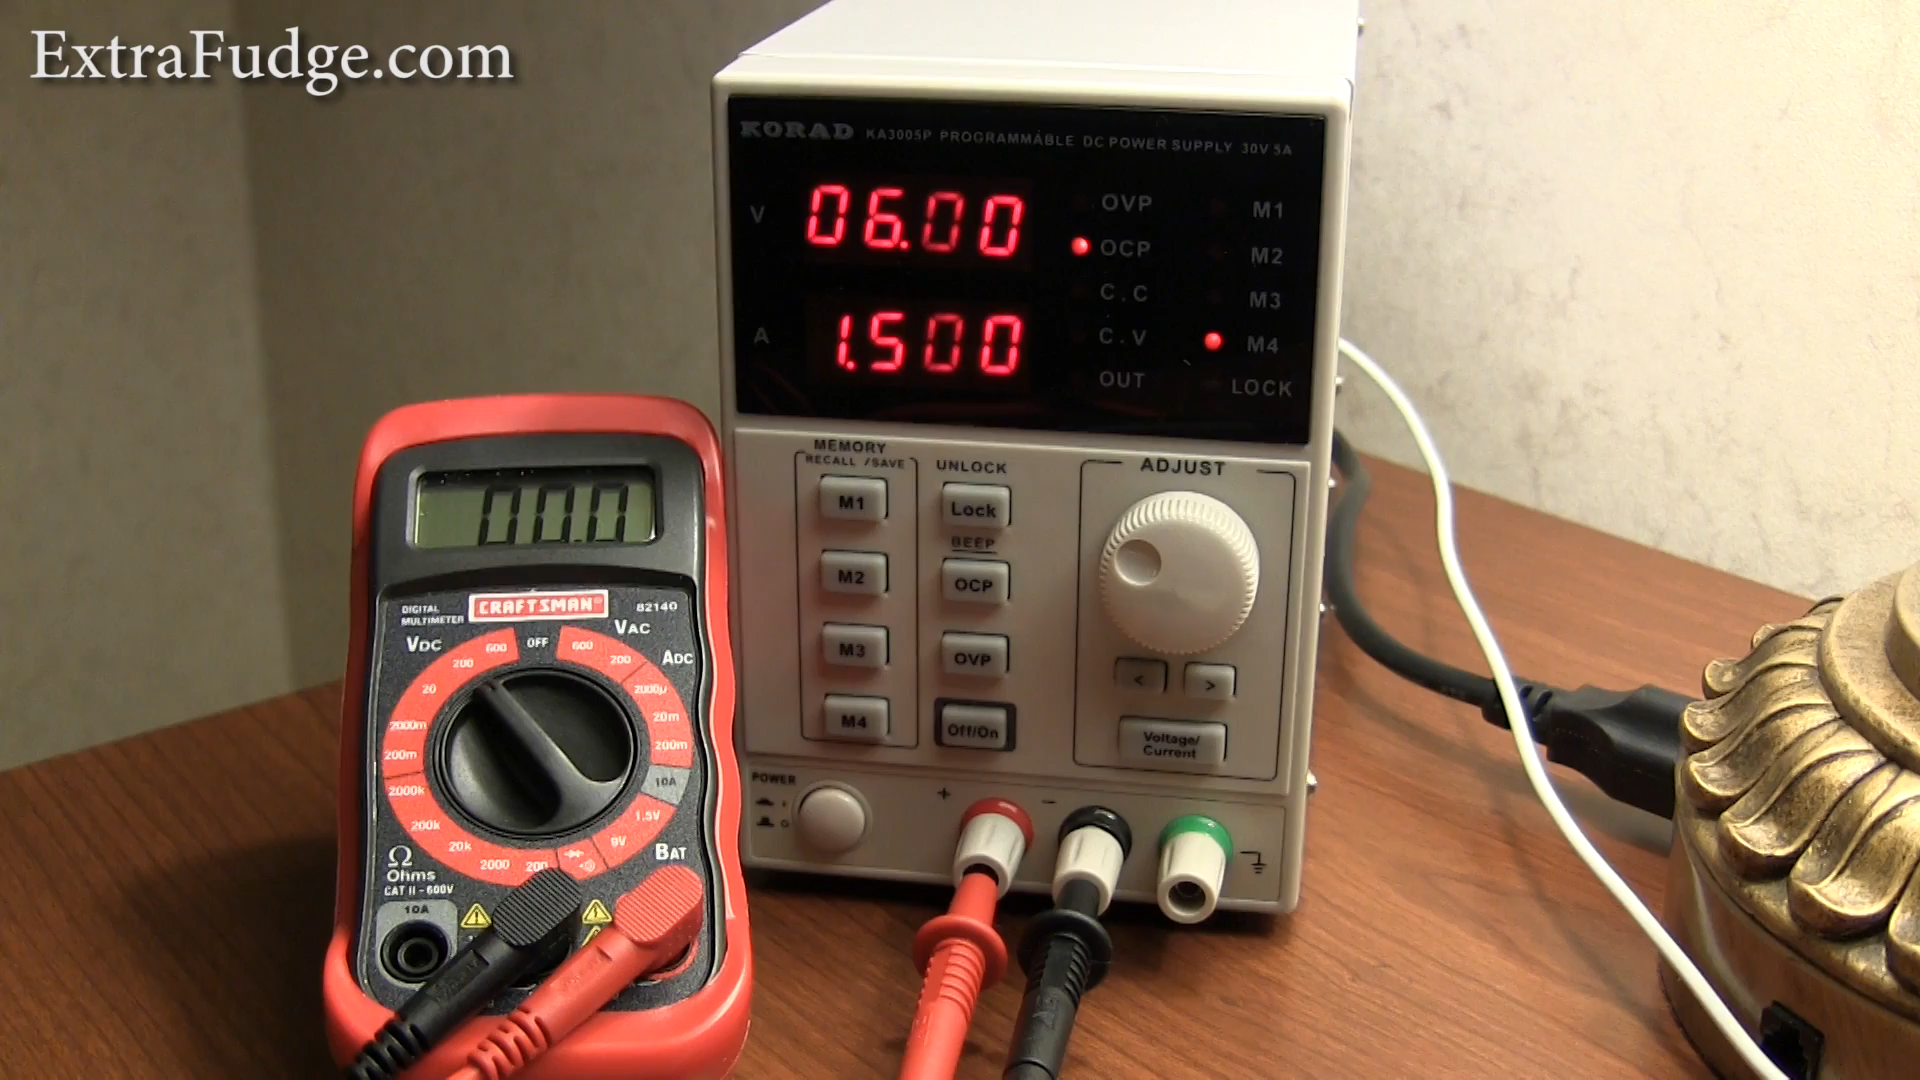 ExtraFudge.com
KORAD KA3005P PROGRAMMABLE DC POWER SUPPLY 30V 5A
V 06.00
A 1.500
OVP
OCP
C.C
C.V
OUT
M1
M2
M3
M4
LOCK
MEMORY
RECALL / SAVE
M1
M2
M3
M4
UNLOCK
Lock
BEEP
OCP
OVP
Off/On
ADJUST
<
>
Voltage/
Current
POWER
+
-
00.0
DIGITAL
MULTIMETER
CRAFTSMAN®
82140
VDC
OFF
VAC
600
200
20
2000m
200m
2000k
200k
20k
2000
200
600
200
ADC
2000µ
20m
200m
10A
1.5V
9V
BAT
Ω
Ohms
CAT II - 600V
10A